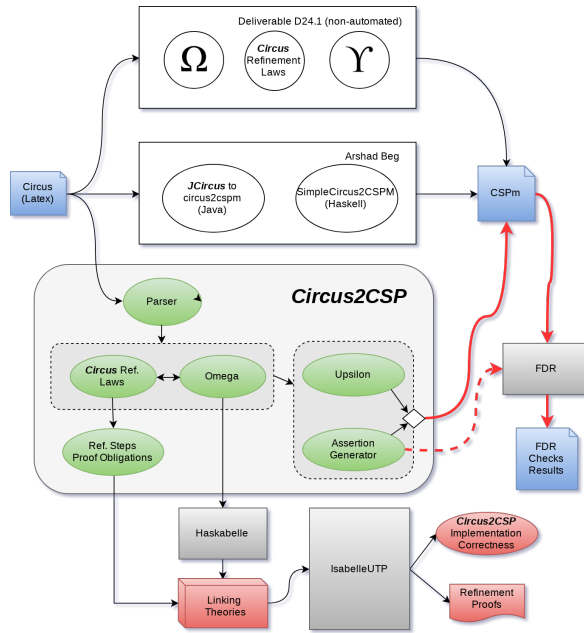 Deliverable D24.1 (non-automated)
Ω
Circus
Refinement
Laws
ϒ
Arshad Beg
Circus
(Latex)
JCircus to
circus2cspm
(Java)
SimpleCircus2CSPM
(Haskell)
CSPm
Circus2CSP
Parser
Circus Ref.
Laws
Omega
Upsilon
FDR
Ref. Steps
Proof Obligations
Assertion
Generator
FDR
Checks
Results
Haskabelle
IsabelleUTP
Circus2CSP
Implementation
Correctness
Linking
Theories
Refinement
Proofs